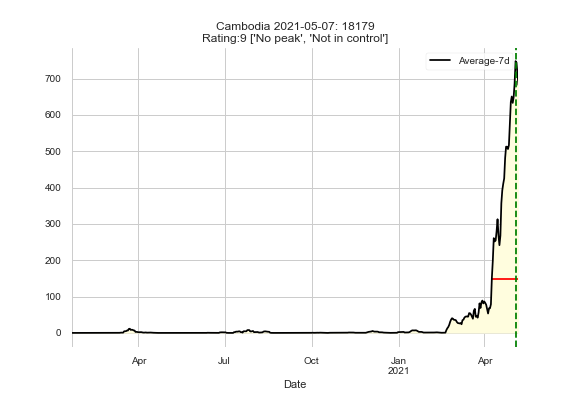 Cambodia 2021-05-07: 18179
Rating:9 ['No peak', 'Not in control']
Average-7d
700
600
500
400
300
200
100
0
Apr
Jul
Oct
Jan
2021
Apr
Date